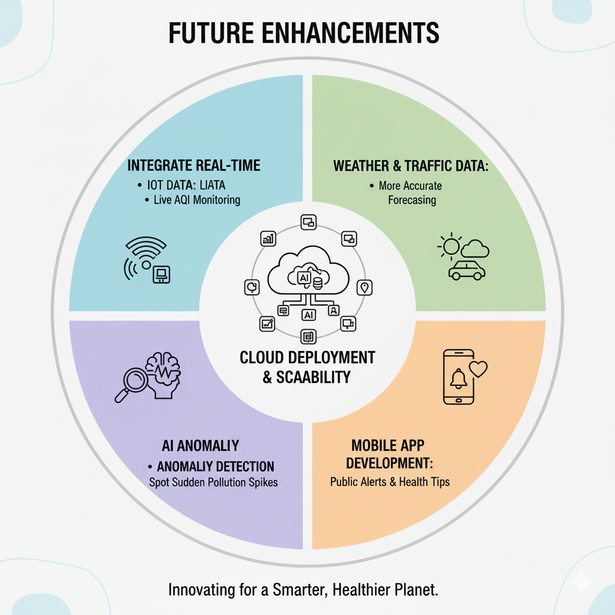 FUTURE ENHANCEMENTS
INTEGRATE REAL-TIME
• IOT DATA: LIATA
• Live AQI Monitoring
WEATHER & TRAFFIC DATA:
• More Accurate
Forecasing
AI
AI
CLOUD DEPLOYMENT
& SCAABILITY
AI ANOMALIY
• ANOMALIY DETECTION
Spot Sudden Pollution Spikes
MOBILE APP
DEVELOPMENT:
Public Alerts & Health Tips
Innovating for a Smarter, Healthier Planet.